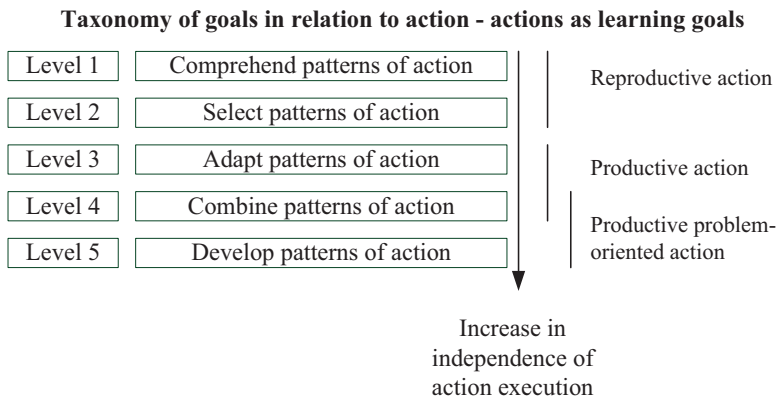 Taxonomy of goals in relation to action - actions as learning goals
Level 1 Comprehend patterns of action
Level 2 Select patterns of action
Reproductive action
Level 3 Adapt patterns of action
Productive action
Level 4 Combine patterns of action
Level 5 Develop patterns of action
Productive problem-
oriented action
Increase in
independence of
action execution